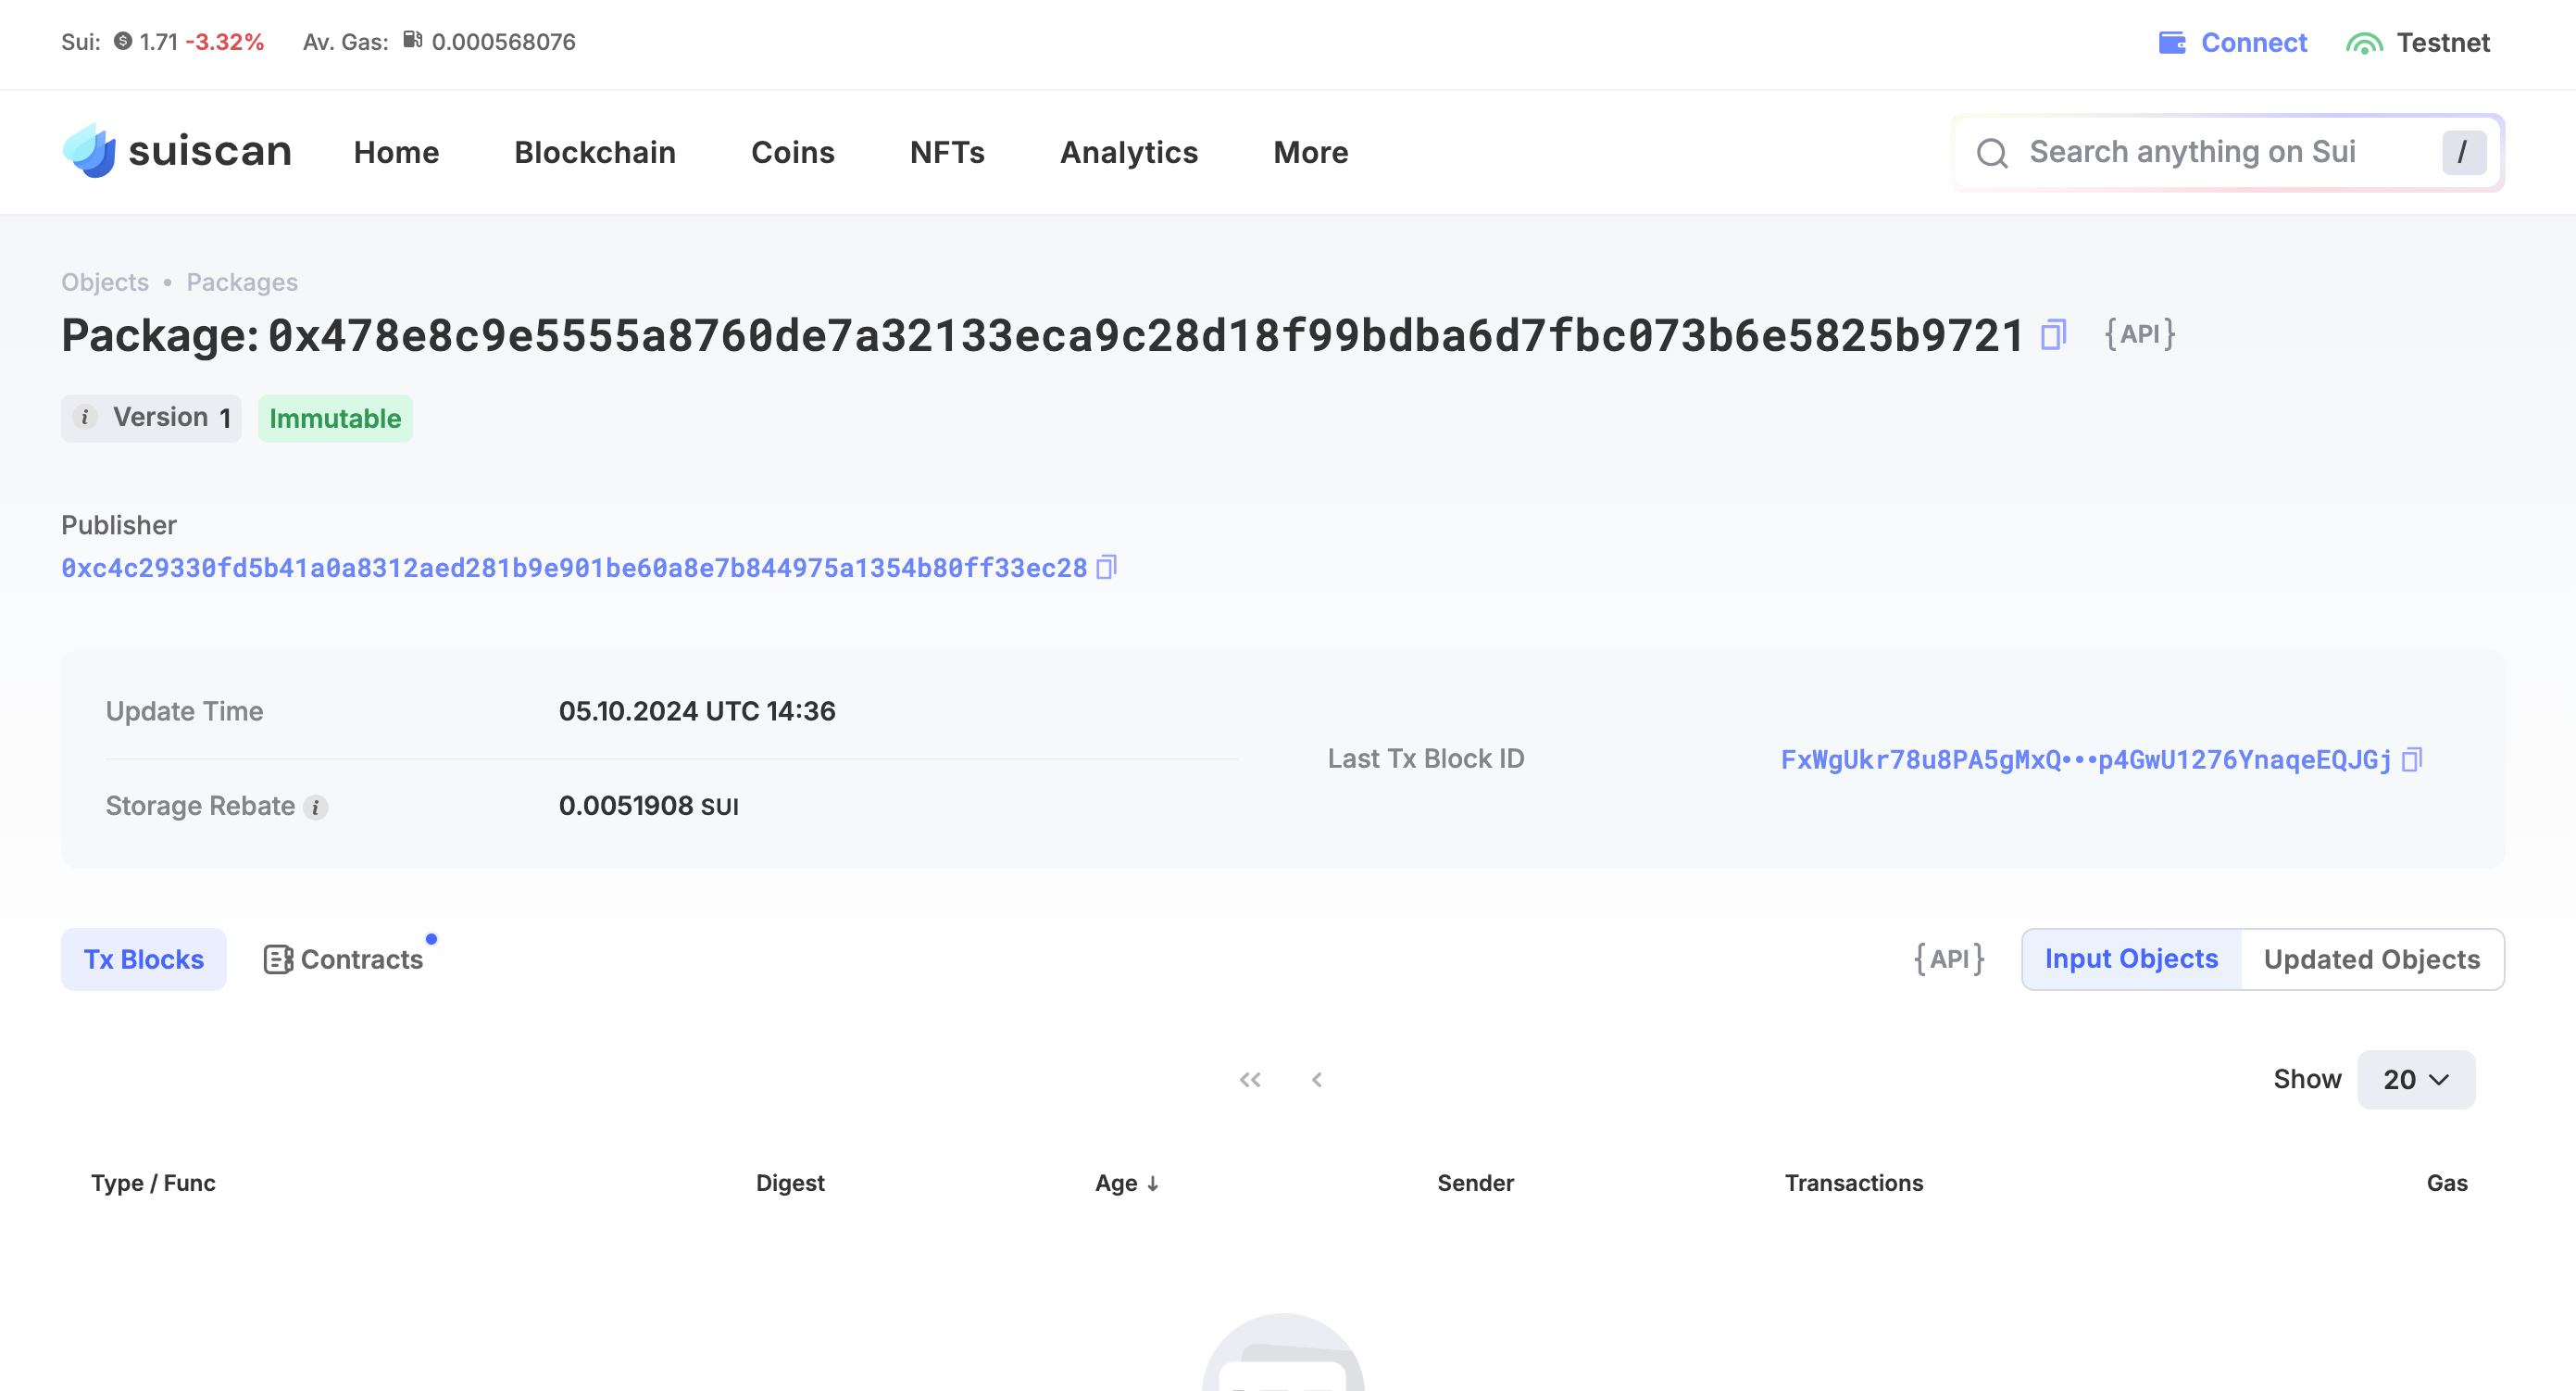 Sui: 1.71 -3.32% Av. Gas: 0.000568076 Connect Testnet
suiscan Home Blockchain Coins NFTs Analytics More Search anything on Sui /
Objects • Packages
Package: 0x478e8c9e5555a8760de7a32133eca9c28d18f99bdba6d7fbc073b6e5825b9721 {API}
i Version 1 Immutable
Publisher
0xc4c29330fd5b41a0a8312aed281b9e901be60a8e7b844975a1354b80ff33ec28
Update Time 05.10.2024 UTC 14:36
Last Tx Block ID FxWgUkr78u8PA5gMxQ•••p4GwU1276YnaqeEQJGj
Storage Rebate i 0.0051908 SUI
Tx Blocks Contracts {API} Input Objects Updated Objects
Show 20
Type / Func Digest Age ↓ Sender Transactions Gas